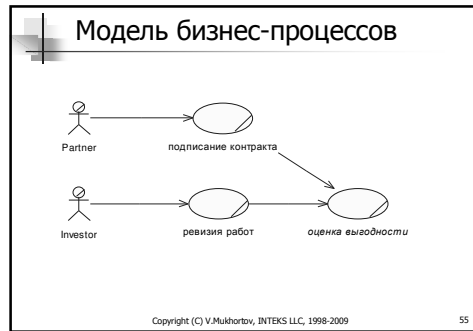 Модель бизнес-процессов
Partner
подписание контракта
Investor
ревизия работ
оценка выгодности
Copyright (C) V.Mukhortov, INTEKS LLC, 1998-2009
55